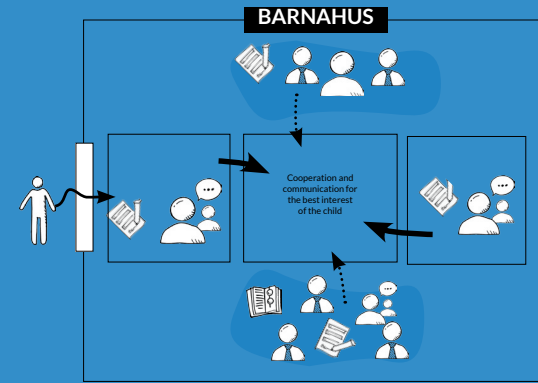 BARNAHUS
Cooperation and
communication for
the best interest
of the child